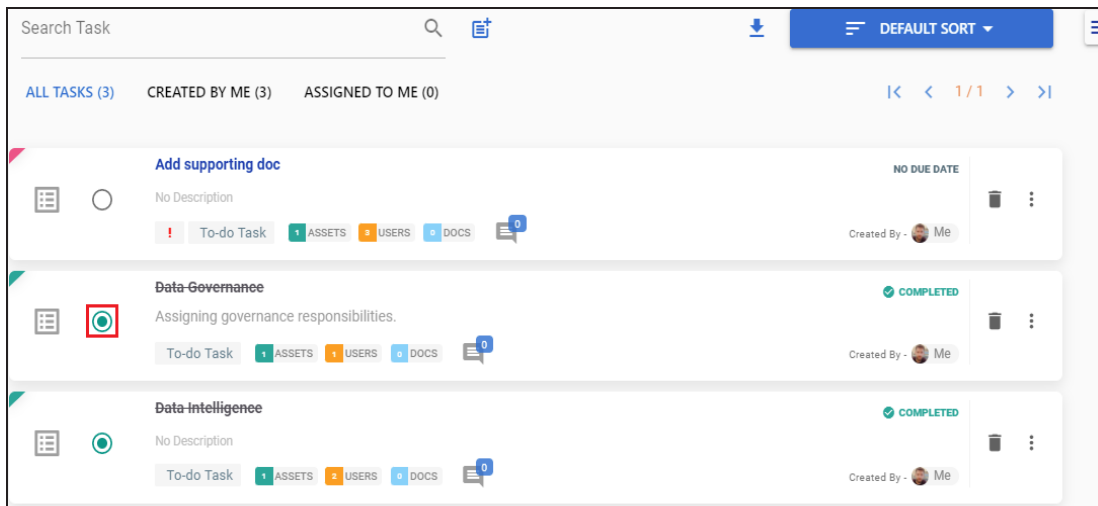 Search Task
DEFAULT SORT
ALL TASKS (3) CREATED BY ME (3) ASSIGNED TO ME (0) 1 / 1
Add supporting doc NO DUE DATE
No Description
! To-do Task 1 ASSETS 3 USERS 0 DOCS 0 Created By - Me
Data Governance COMPLETED
Assigning governance responsibilities.
To-do Task 1 ASSETS 1 USERS 0 DOCS 0 Created By - Me
Data Intelligence COMPLETED
No Description
To-do Task 1 ASSETS 2 USERS 0 DOCS 0 Created By - Me